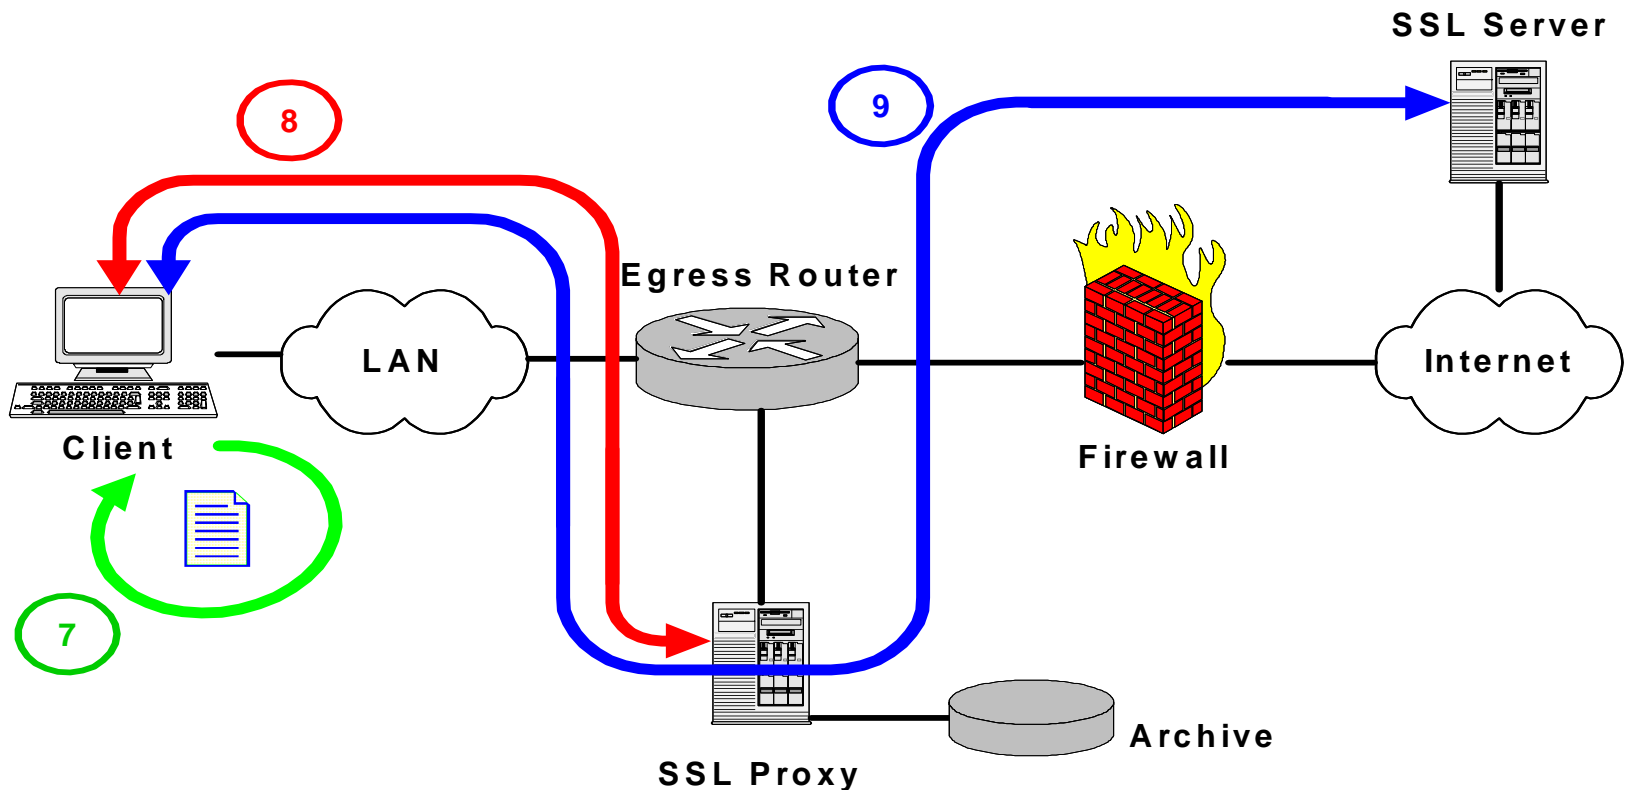 SSL Server
8
9
Egress Router
LAN
Internet
Client
Firewall
7
Archive
SSL Proxy